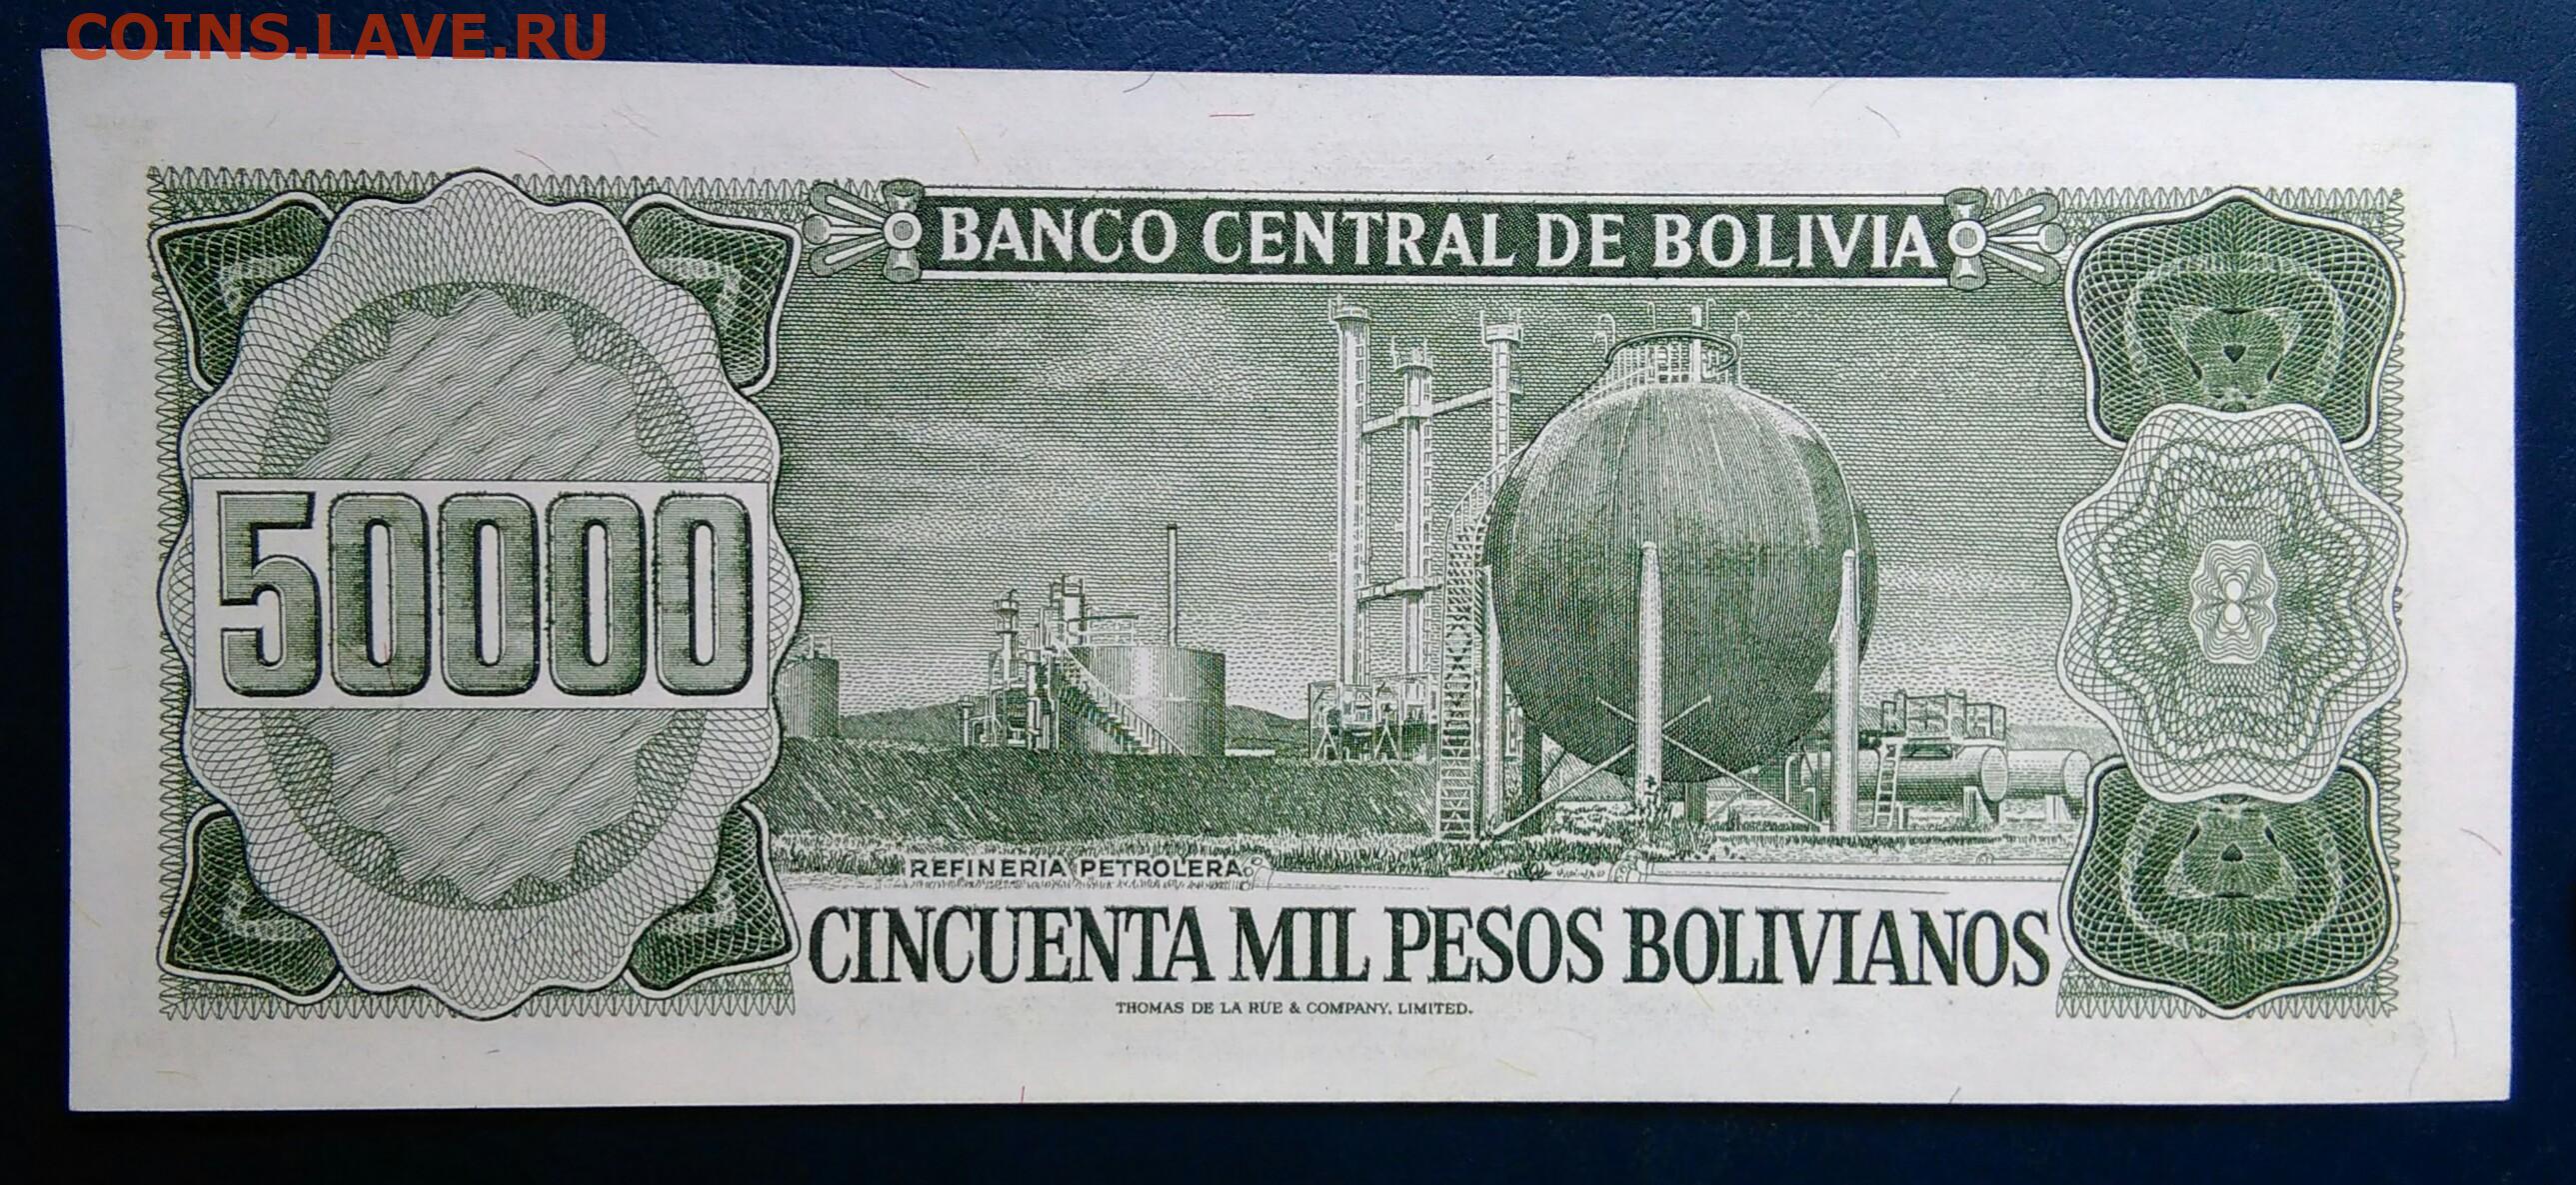 COINS.LAVE.RU
BANCO CENTRAL DE BOLIVIA
50000
REFINERIA PETROLERA
CINCUENTA MIL PESOS BOLIVIANOS
THOMAS DE LA RUE & COMPANY, LIMITED.